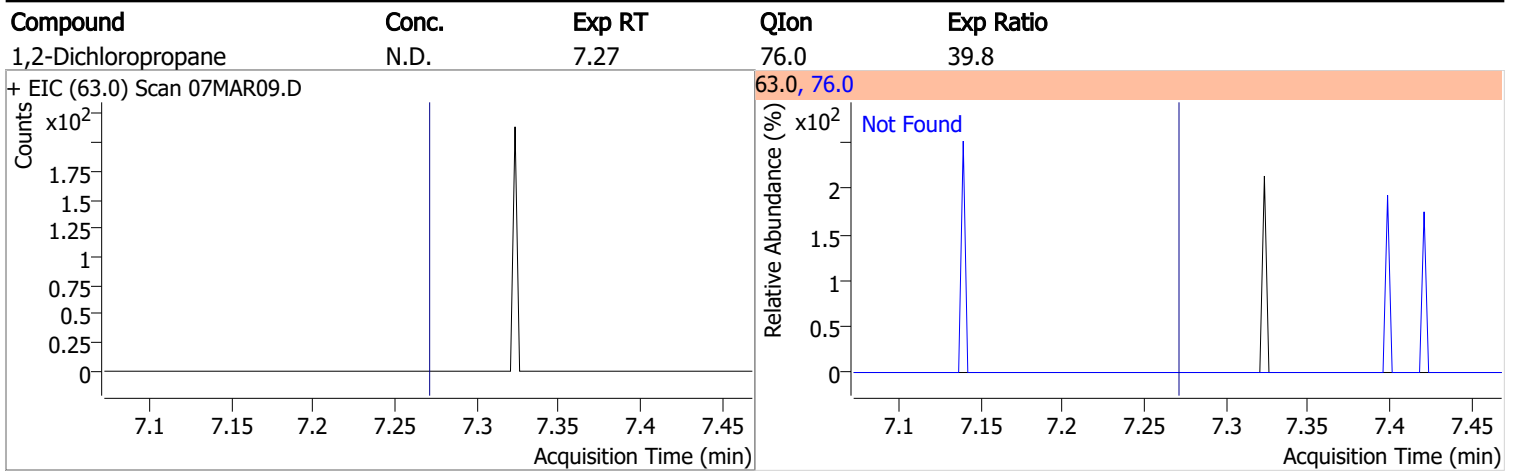 Compound Conc. Exp RT QIon Exp Ratio
1,2-Dichloropropane N.D. 7.27 76.0 39.8
+ EIC (63.0) Scan 07MAR09.D
Counts
x10²
1.75
1.5
1.25
1
0.75
0.5
0.25
0
7.1 7.15 7.2 7.25 7.3 7.35 7.4 7.45
Acquisition Time (min)
63.0, 76.0
Relative Abundance (%)
x10²
Not Found
2
1.5
1
0.5
0
7.1 7.15 7.2 7.25 7.3 7.35 7.4 7.45
Acquisition Time (min)